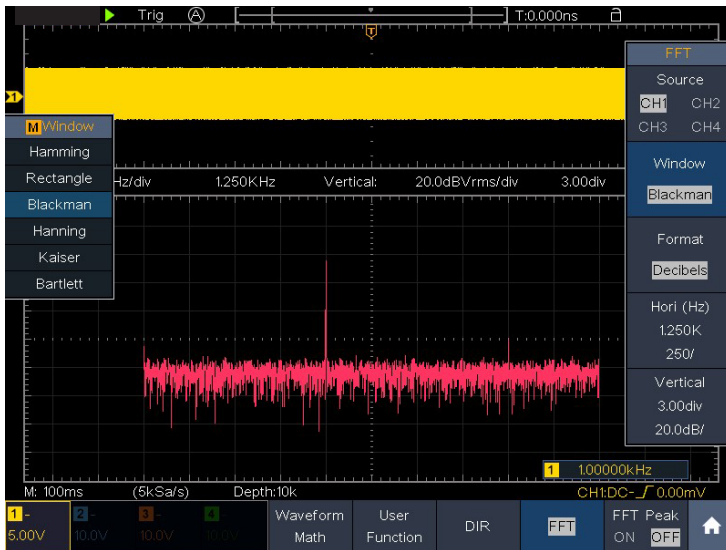 Trig A T:0.000ns
T
FFT
Source
CH1 CH2
CH3 CH4
1
M Window
Hamming
Rectangle
Blackman
Hanning
Kaiser
Bartlett
Hz/div 1.250KHz Vertical: 20.0dBVrms/div 3.00div
Window
Blackman
Format
Decibels
Hori (Hz)
1.250K
250/
Vertical
3.00div
20.0dB/
1 1.00000kHz
M: 100ms (5kSa/s) Depth:10k CH1:DC- 0.00mV
1 - 2 - 3 - 4 -
5.00V 10.0V 10.0V 10.0V
Waveform
Math
User
Function
DIR
FFT
FFT Peak
ON OFF